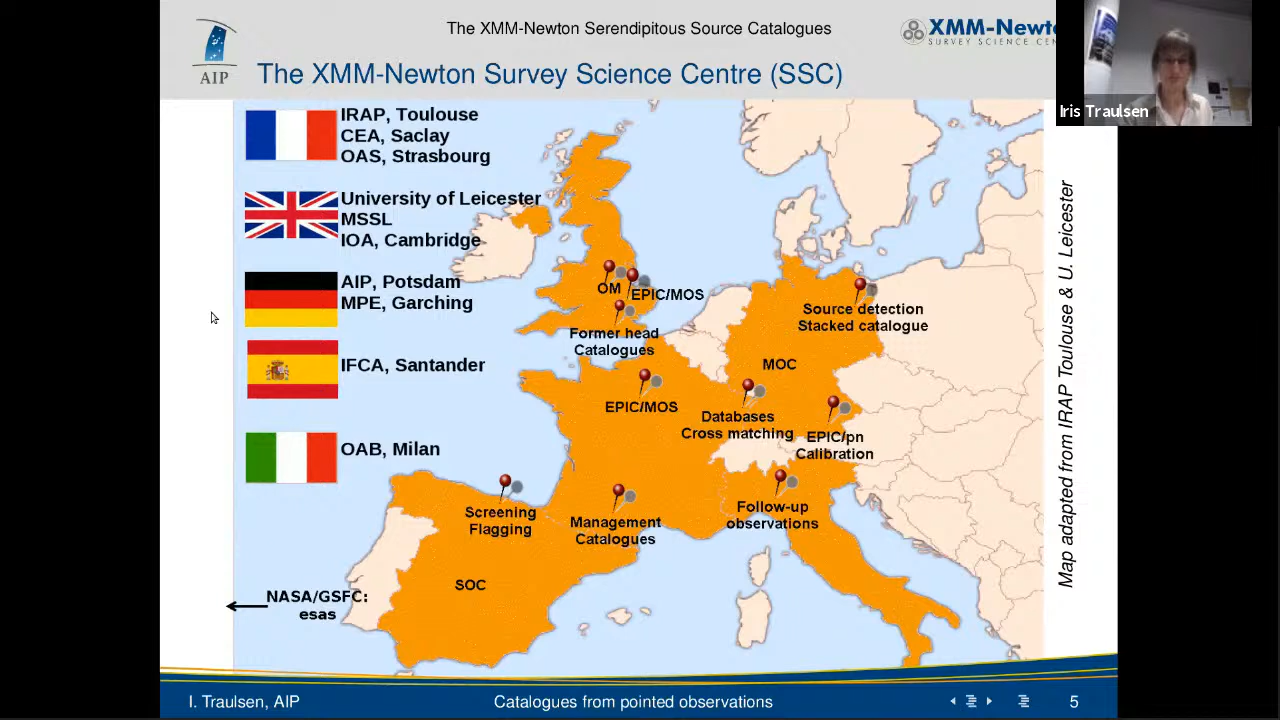 The XMM-Newton Serendipitous Source Catalogues
XMM-Newto
SURVEY SCIENCE CEN
AIP
The XMM-Newton Survey Science Centre (SSC)
Iris Traulsen
IRAP, Toulouse
CEA, Saclay
OAS, Strasbourg
University of Leicester
MSSL
IOA, Cambridge
AIP, Potsdam
MPE, Garching
IFCA, Santander
OAB, Milan
OM
EPIC/MOS
Former head
Catalogues
Source detection
Stacked catalogue
MOC
EPIC/MOS
Databases
Cross matching
EPIC/pn
Calibration
Screening
Flagging
Management
Catalogues
Follow-up
observations
SOC
NASA/GSFC:
esas
Map adapted from IRAP Toulouse & U. Leicester
I. Traulsen, AIP
Catalogues from pointed observations
5